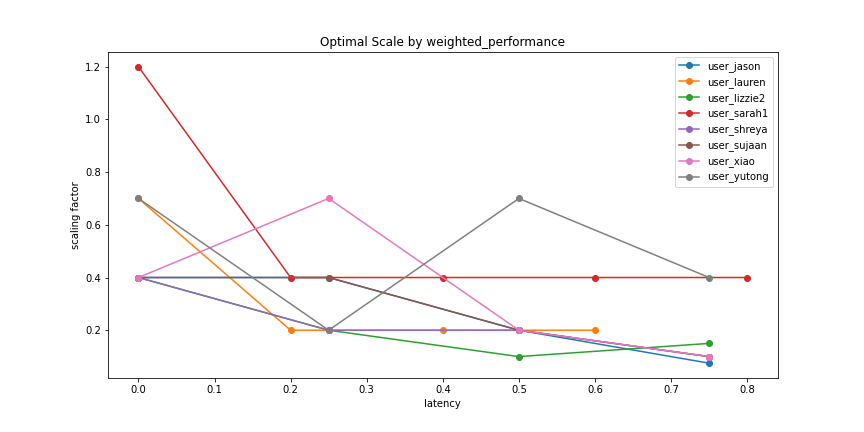 Optimal Scale by weighted_performance
user_jason
user_lauren
user_lizzie2
user_sarah1
user_shreya
user_sujaan
user_xiao
user_yutong
scaling factor
1.2
1.0
0.8
0.6
0.4
0.2
0.0 0.1 0.2 0.3 0.4 0.5 0.6 0.7 0.8
latency